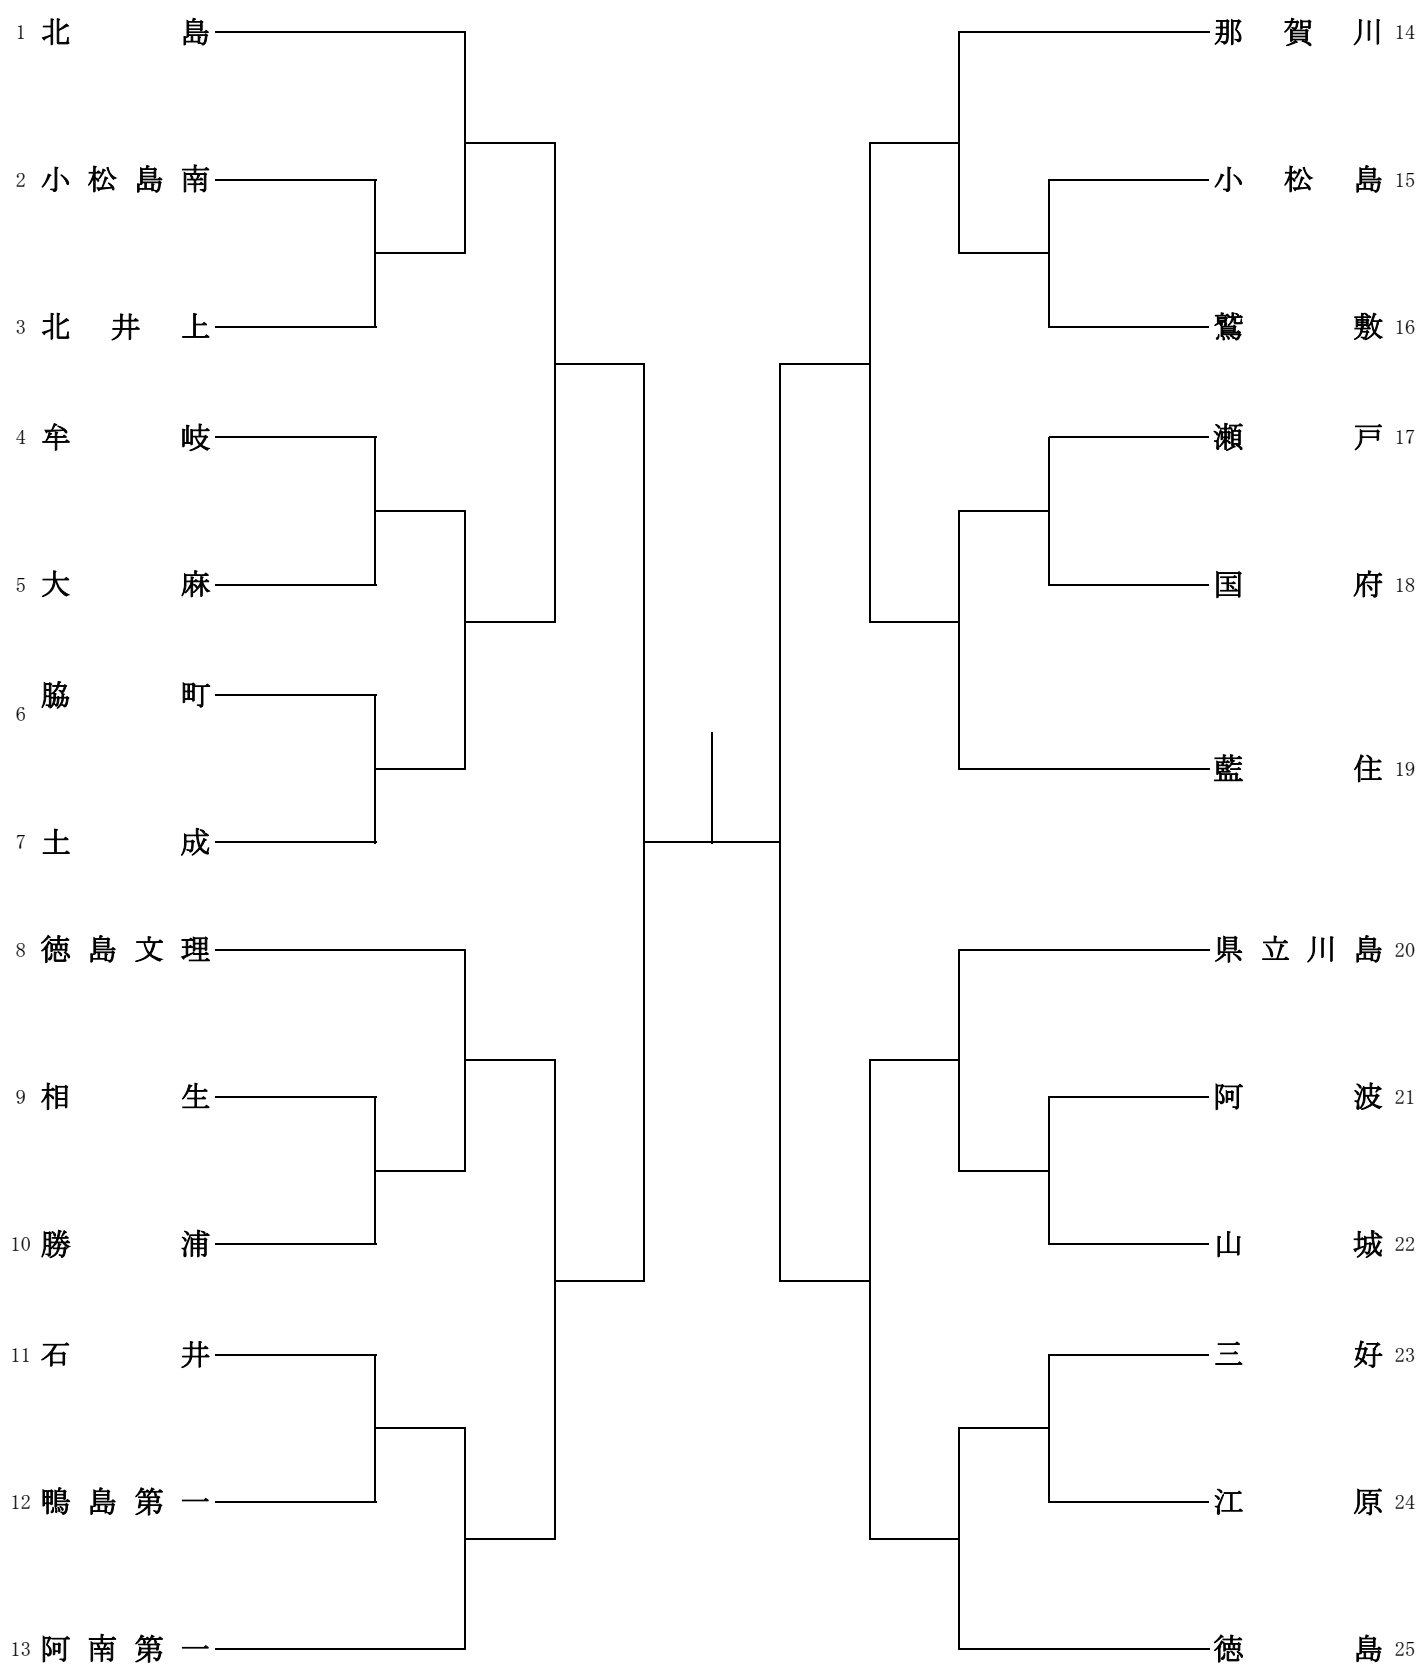 1 北島
2 小松島南
3 北井上
4 牟岐
5 大麻
6 脇町
7 土成
8 徳島文理
9 相生
10 勝浦
11 石井
12 鴨島第一
13 阿南第一
那賀川 14
小松島 15
鷲敷 16
瀬戸 17
国府 18
藍住 19
県立川島 20
阿波 21
山城 22
三好 23
江原 24
徳島 25